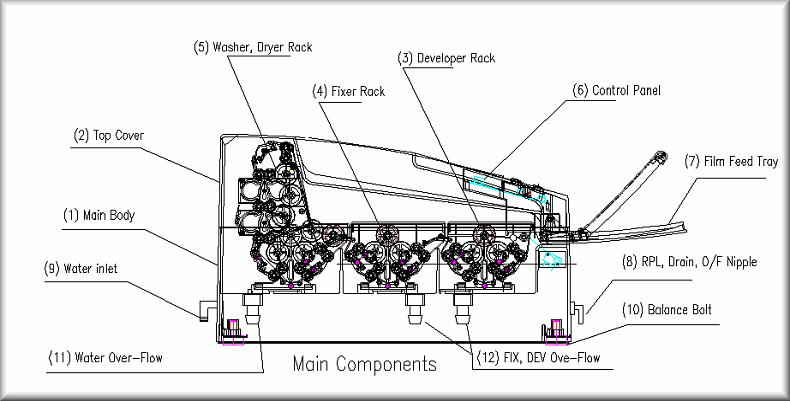 (5) Washer, Dryer Rack
(3) Developer Rack
(4) Fixer Rack
(6) Control Panel
(2) Top Cover
(7) Film Feed Tray
(1) Main Body
(9) Water inlet
(8) RPL, Drain, O/F Nipple
(10) Balance Bolt
(11) Water Over-Flow
(12) FIX, DEV Ove-Flow
Main Components